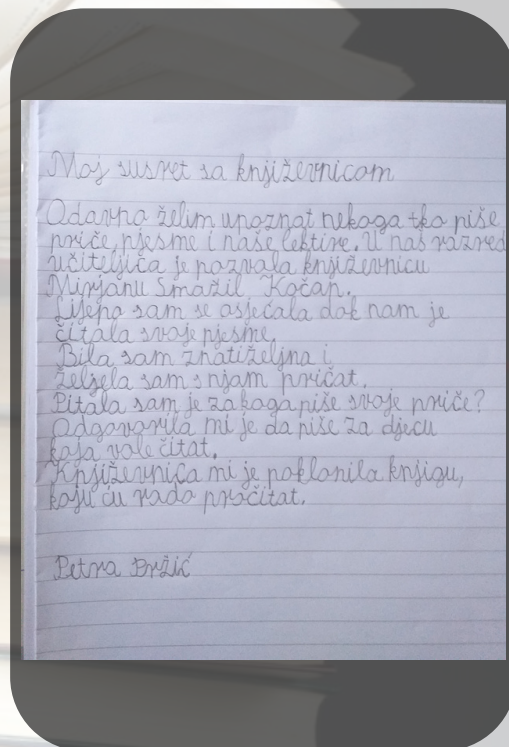 Moj susret sa književnicom
Odavno želim upoznat nekoga tko piše
priče, pjesme i naše lektire. U naš razred
učiteljica je pozvala književnicu
Mirjanu Smažil Kočan.
Lijepo sam se osjećala dok nam je
čitala svoje pjesme.
Bila sam znatiželjna i
željela sam s njam pričat.
Pitala sam je za koga piše svoje priče?
Odgovorila mi je da piše za djecu
koja vole čitat.
Književnica mi je poklonila knjigu,
koju ću rado pročitat.
Petra Držić